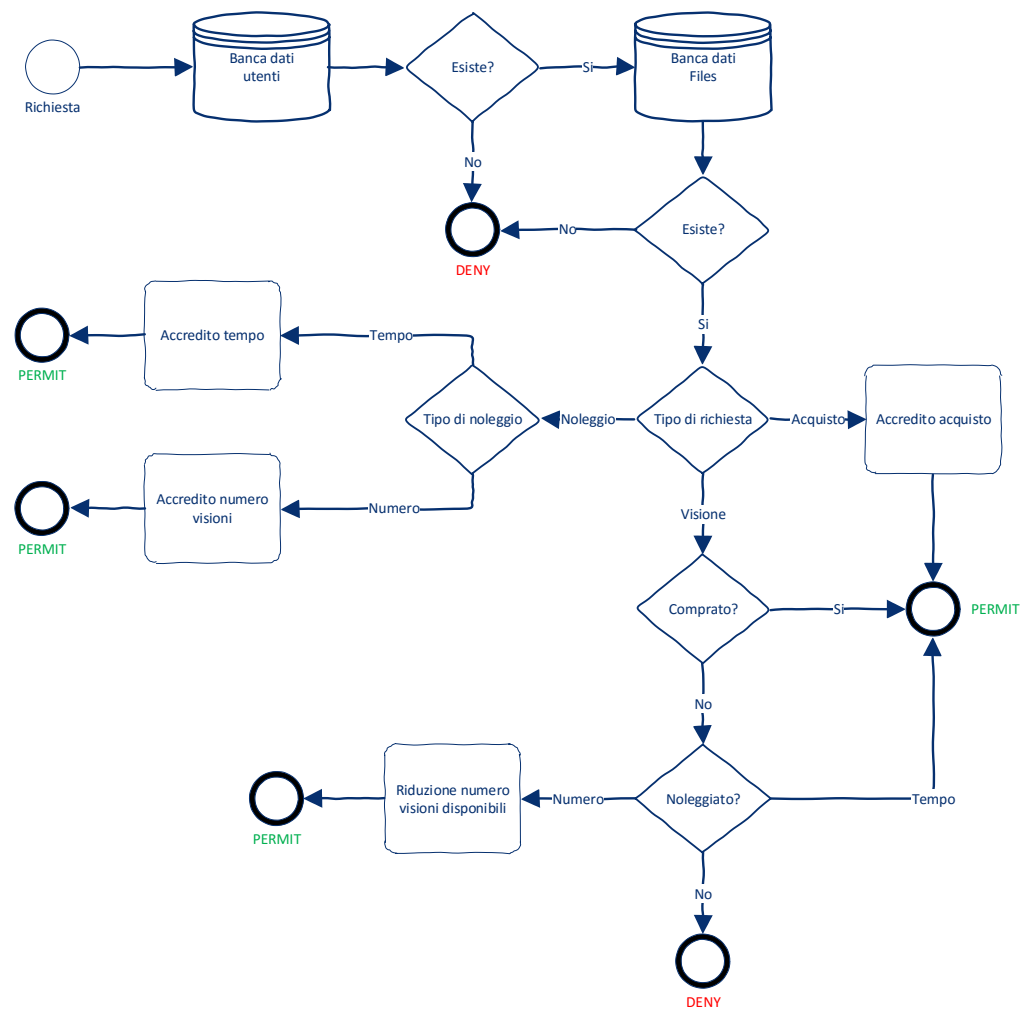 Banca dati
utenti
Esiste?
Si
Banca dati
Files
Richiesta
No
Esiste?
No
DENY
Si
Accredito tempo
Tempo
PERMIT
Tipo di noleggio
Noleggio
Tipo di richiesta
Acquisto
Accredito acquisto
Accredito numero
visioni
Numero
PERMIT
Visione
Comprato?
Si
PERMIT
No
Riduzione numero
visioni disponibili
Numero
Noleggiato?
Tempo
PERMIT
No
DENY